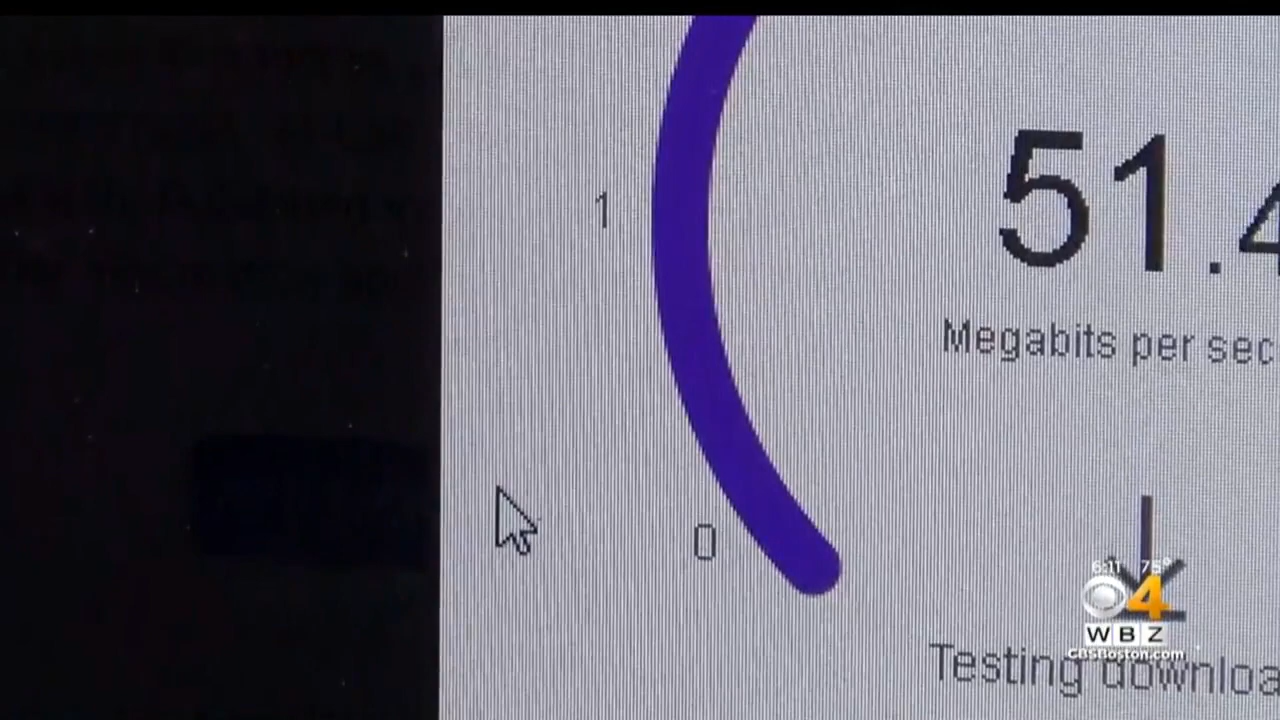 51.4
1
Megabits per sec
0
6:11 75°
4
WBZ
CBSBoston.com
Testing downloa